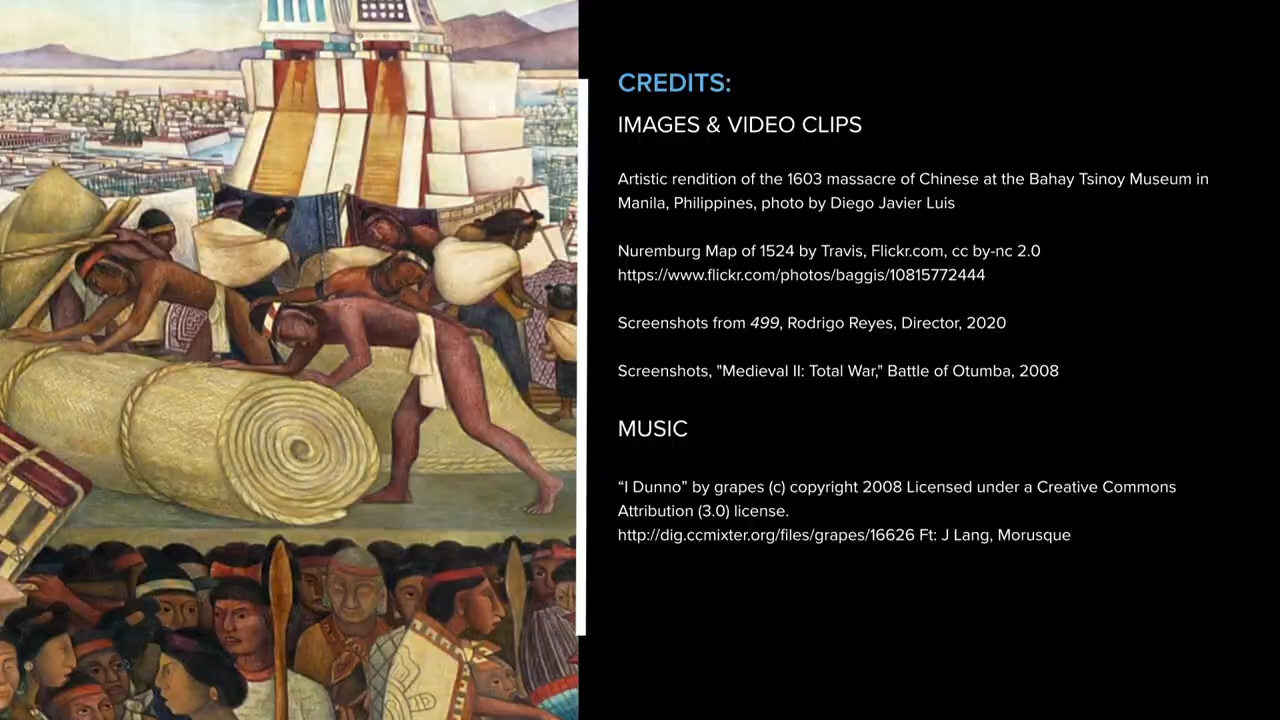 CREDITS:
IMAGES & VIDEO CLIPS
Artistic rendition of the 1603 massacre of Chinese at the Bahay Tsinoy Museum in
Manila, Philippines, photo by Diego Javier Luis
Nuremburg Map of 1524 by Travis, Flickr.com, cc by-nc 2.0
https://www.flickr.com/photos/baggis/10815772444
Screenshots from 499, Rodrigo Reyes, Director, 2020
Screenshots, "Medieval II: Total War," Battle of Otumba, 2008
MUSIC
“I Dunno” by grapes (c) copyright 2008 Licensed under a Creative Commons
Attribution (3.0) license.
http://dig.ccmixter.org/files/grapes/16626 Ft: J Lang, Morusque